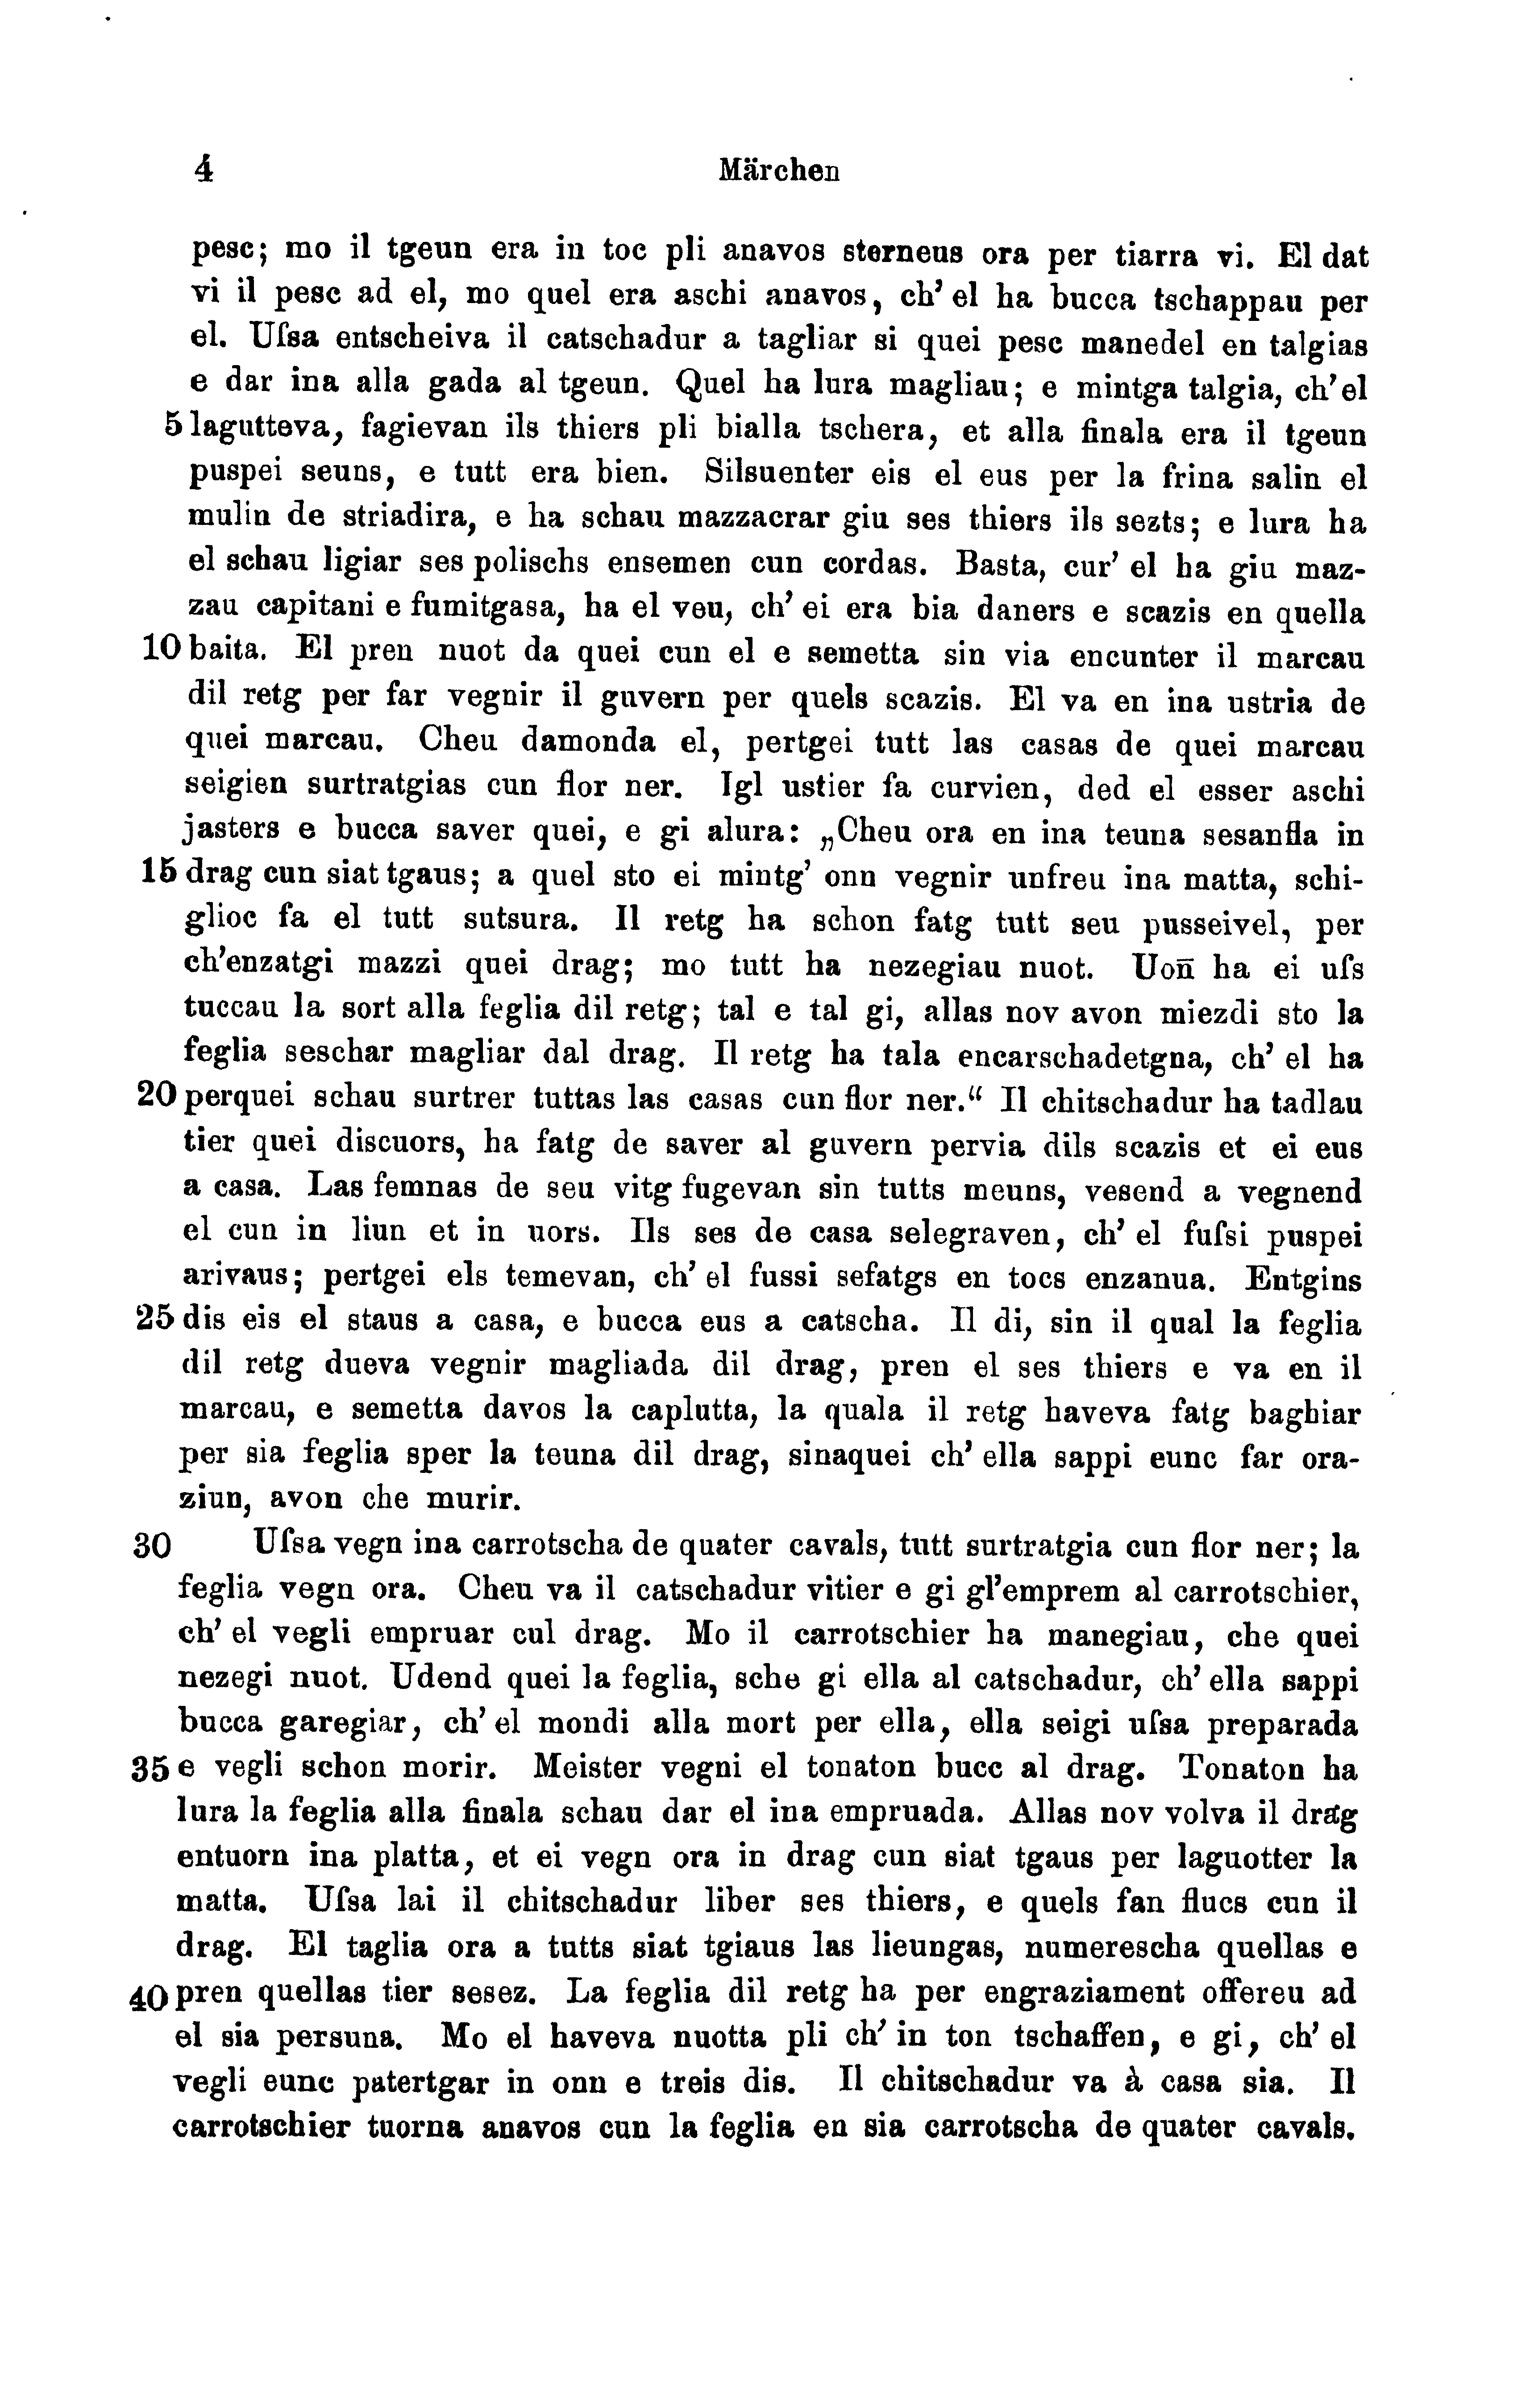 4 Märchen
pesc; mo il tgeun era in toc pli anavos sterneus ora per tiarra vi. El dat
vi il pesc ad el, mo quel era aschi anavos, ch' el ha bucca tschappau per
el. Uſsa entscheiva il catschadur a tagliar si quei pesc manedel en talgias
e dar ina alla gada al tgeun. Quel ha lura magliau; e mintga talgia, ch'el
5 lagutteva, fagievan ils thiers pli bialla tschera, et alla finala era il tgeun
puspei seuns, e tutt era bien. Silsuenter eis el eus per la frina salin el
mulin de striadira, e ha schau mazzacrar giu ses thiers ils sezts; e lura ha
el schau ligiar ses polischs ensemen cun cordas. Basta, cur' el ha giu maz-
zau capitani e fumitgasa, ha el veu, ch' ei era bia daners e scazis en quella
10 baita. El pren nuot da quei cun el e semetta sin via encunter il marcau
dil retg per far vegnir il guvern per quels scazis. El va en ina ustria de
quei marcau. Cheu damonda el, pertgei tutt las casas de quei marcau
seigien surtratgias cun flor ner. Igl ustier fa curvien, ded el esser aschi
jasters e bucca saver quei, e gi alura: „Cheu ora en ina teuna sesanfla in
15 drag cun siat tgaus; a quel sto ei mintg' onn vegnir unfreu ina matta, schi-
glioc fa el tutt sutsura. Il retg ha schon fatg tutt seu pusseivel, per
ch'enzatgi mazzi quei drag; mo tutt ha nezegiau nuot. Uon̄ ha ei uſs
tuccau la sort alla feglia dil retg; tal e tal gi, allas nov avon miezdi sto la
feglia seschar magliar dal drag. Il retg ha tala encarschadetgna, ch' el ha
20 perquei schau surtrer tuttas las casas cun flor ner.“ Il chitschadur ha tadlau
tier quei discuors, ha fatg de saver al guvern pervia dils scazis et ei eus
a casa. Las femnas de seu vitg fugevan sin tutts meuns, vesend a vegnend
el cun in liun et in uors. Ils ses de casa selegraven, ch' el fuſsi puspei
arivaus; pertgei els temevan, ch' el fussi sefatgs en tocs enzanua. Entgins
25 dis eis el staus a casa, e bucca eus a catscha. Il di, sin il qual la feglia
dil retg dueva vegnir magliada dil drag, pren el ses thiers e va en il
marcau, e semetta davos la caplutta, la quala il retg haveva fatg baghiar
per sia feglia sper la teuna dil drag, sinaquei ch' ella sappi eunc far ora-
ziun, avon che murir.
30 Uſsa vegn ina carrotscha de quater cavals, tutt surtratgia cun flor ner; la
feglia vegn ora. Cheu va il catschadur vitier e gi gl'emprem al carrotschier,
ch' el vegli empruar cul drag. Mo il carrotschier ha manegiau, che quei
nezegi nuot. Udend quei la feglia, sche gi ella al catschadur, ch' ella sappi
bucca garegiar, ch' el mondi alla mort per ella, ella seigi uſsa preparada
35 e vegli schon morir. Meister vegni el tonaton bucc al drag. Tonaton ha
lura la feglia alla finala schau dar el ina empruada. Allas nov volva il drag
entuorn ina platta, et ei vegn ora in drag cun siat tgaus per laguotter la
matta. Uſsa lai il chitschadur liber ses thiers, e quels fan flucs cun il
drag. El taglia ora a tutts siat tgiaus las lieungas, numerescha quellas e
40 pren quellas tier sesez. La feglia dil retg ha per engraziament offereu ad
el sia persuna. Mo el haveva nuotta pli ch' in ton tschaffen, e gi, ch' el
vegli eunc patertgar in onn e treis dis. Il chitschadur va à casa sia. Il
carrotschier tuorna anavos cun la feglia en sia carrotscha de quater cavals.